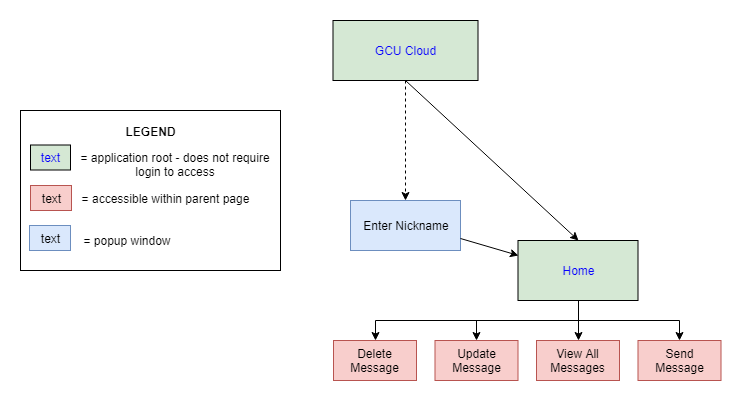 GCU Cloud
LEGEND
text
= application root - does not require
login to access
text
= accessible within parent page
text
= popup window
Enter Nickname
Home
Delete
Message
Update
Message
View All
Messages
Send
Message